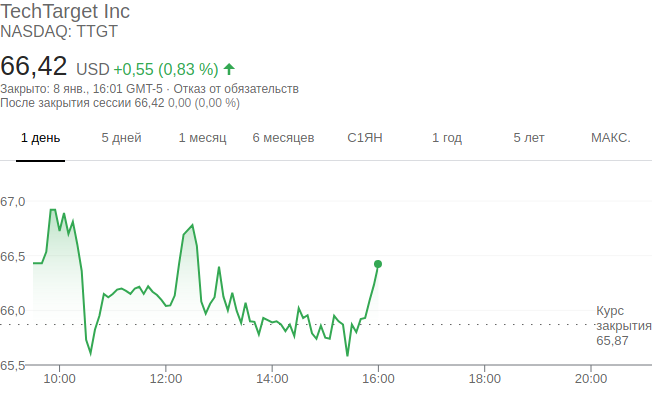 TechTarget Inc
NASDAQ: TTGT
66,42 USD +0,55 (0,83 %)
Закрыто: 8 янв., 16:01 GMT-5 · Отказ от обязательств
После закрытия сессии 66,42 0,00 (0,00 %)
1 день 5 дней 1 месяц 6 месяцев С1ЯН 1 год 5 лет МАКС.
67,0
66,5
66,0
Курс
закрытия
65,87
65,5
10:00 12:00 14:00 16:00 18:00 20:00